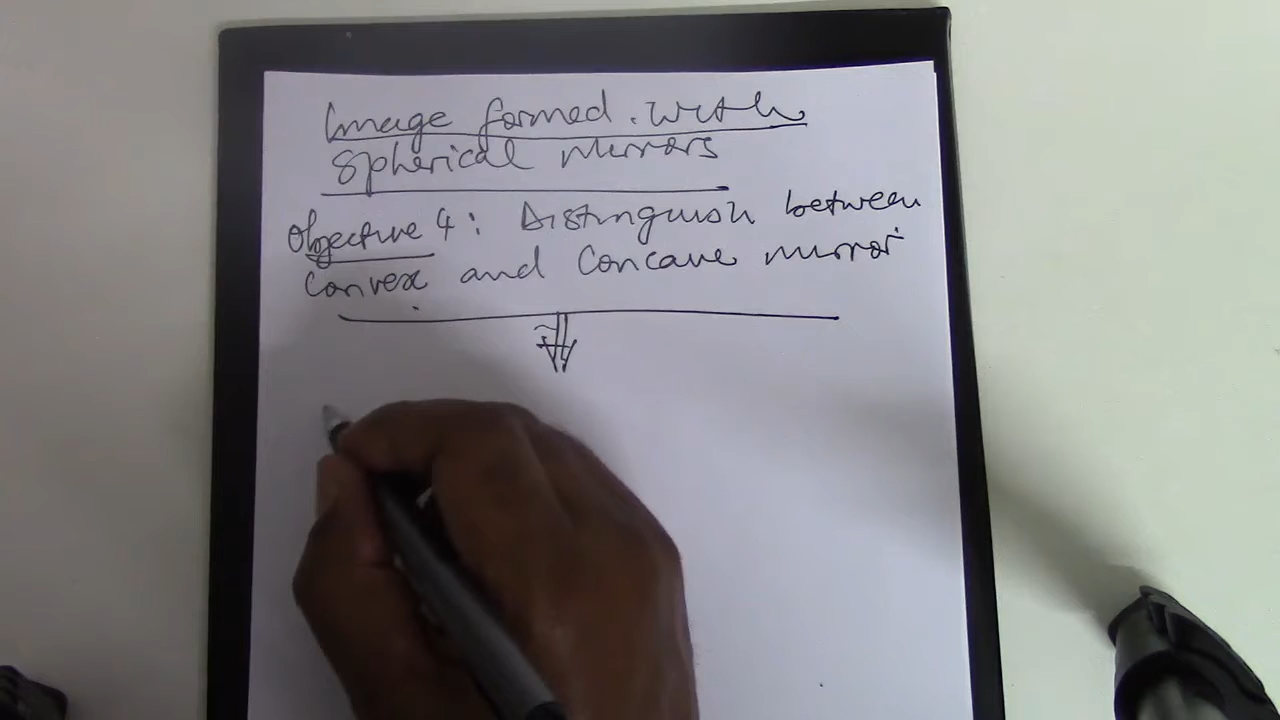 Image formed with
spherical mirrors
Objective 4: Distinguish between
Convex and Concave mirror